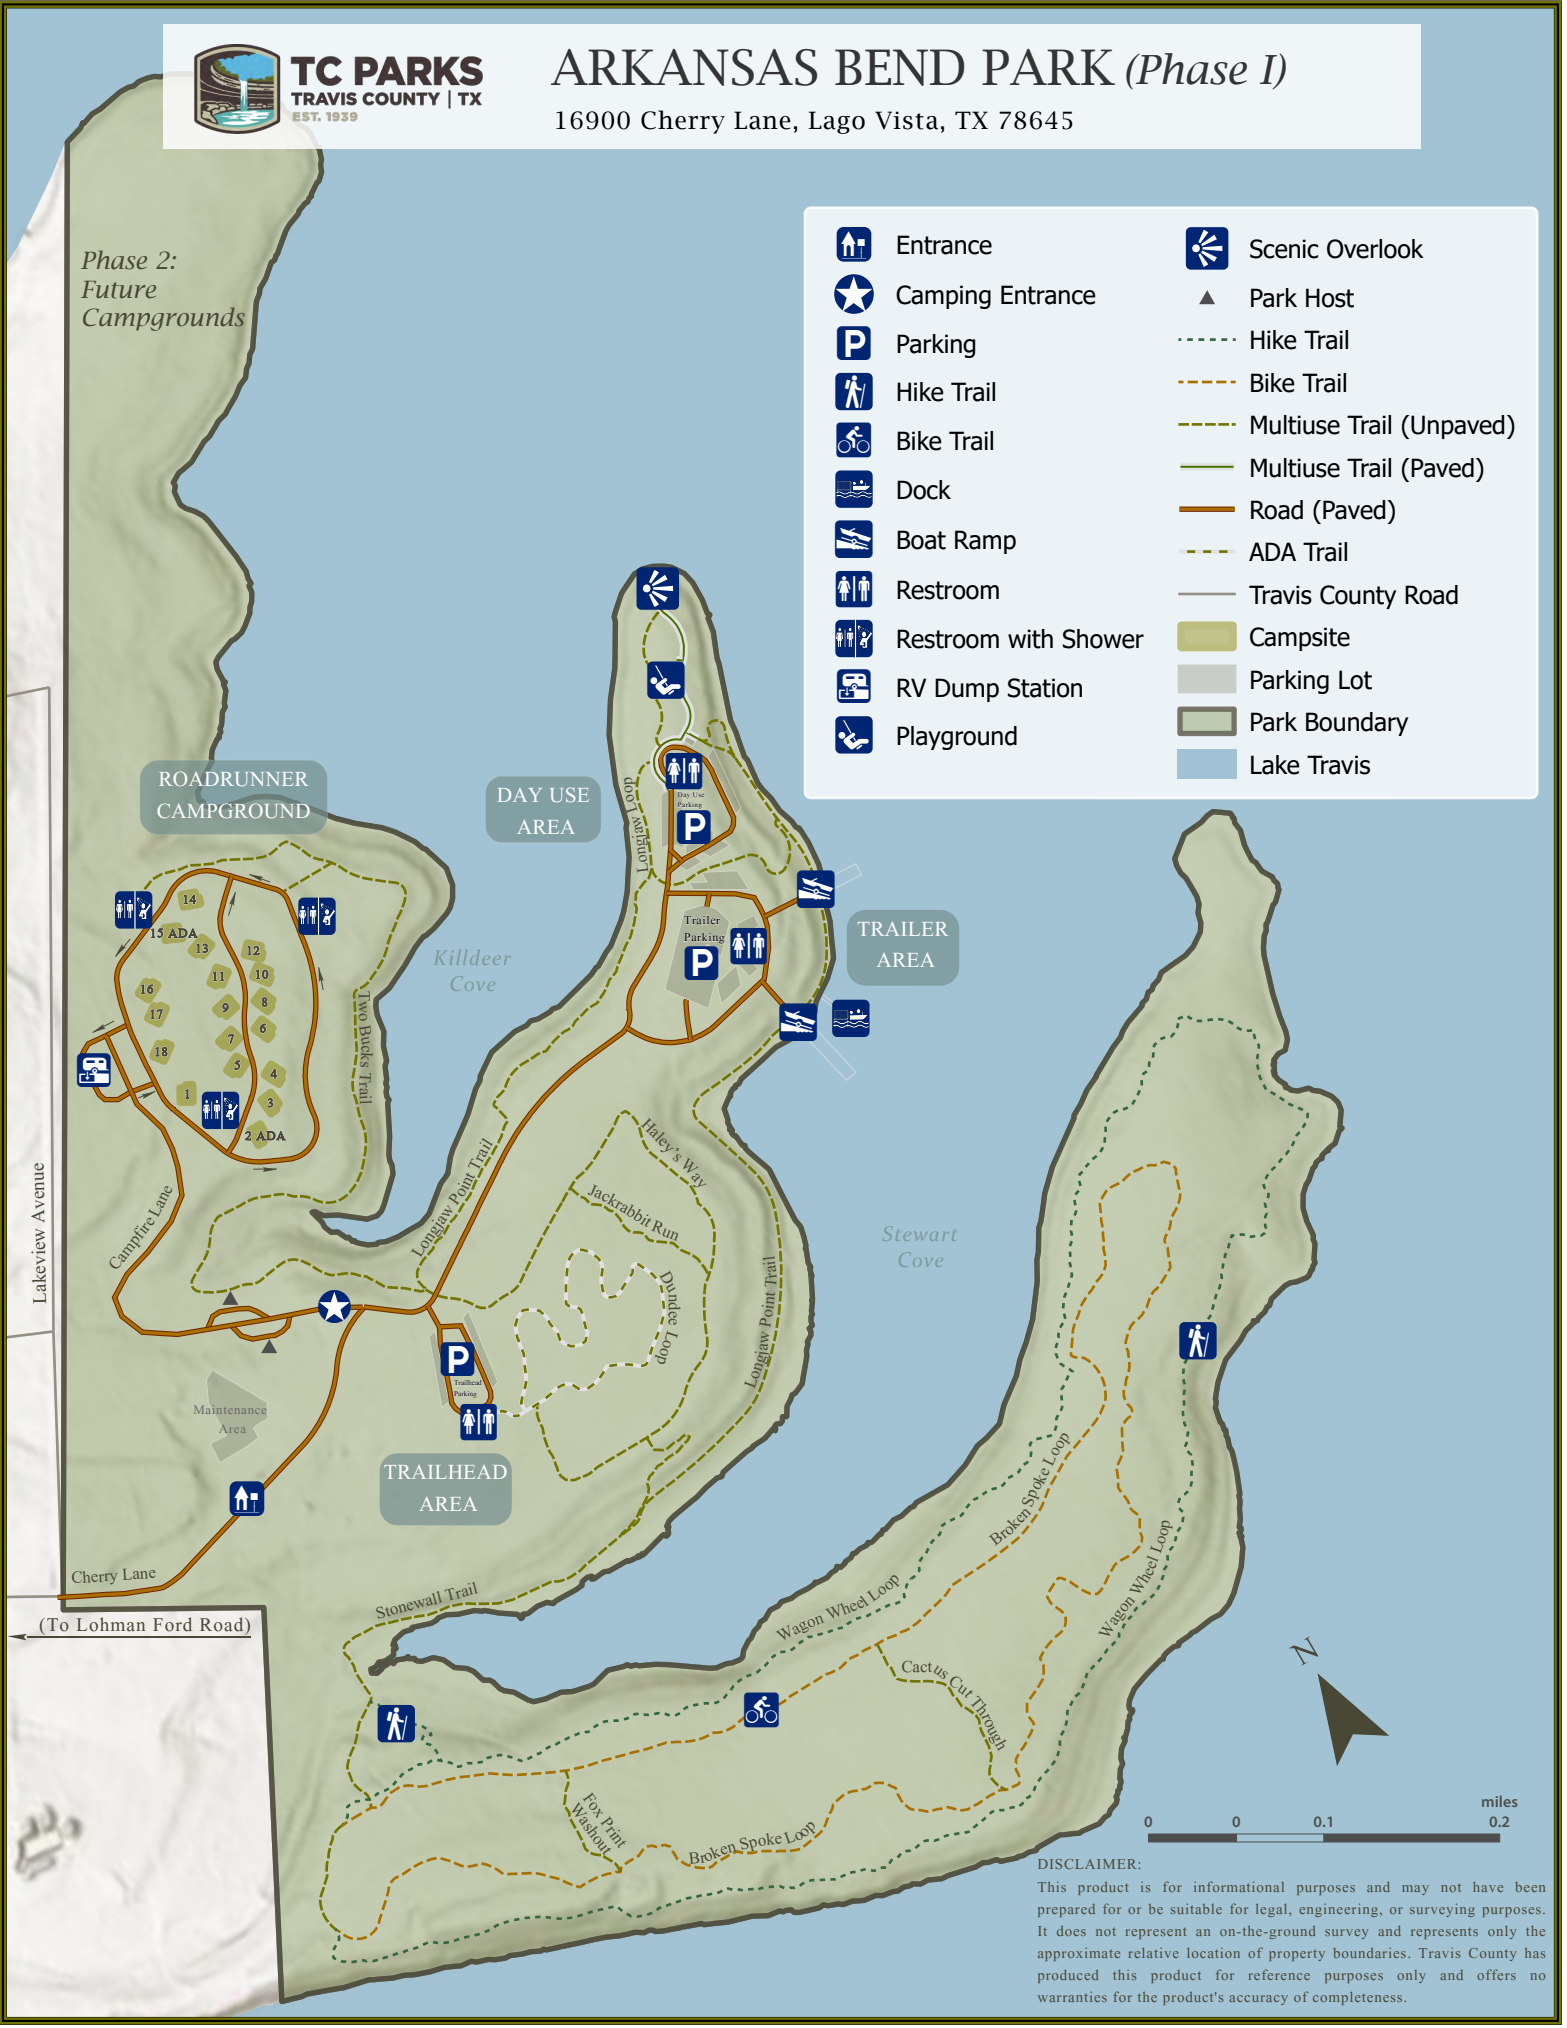 TC PARKS
TRAVIS COUNTY | TX
EST. 1939
ARKANSAS BEND PARK (Phase I)
16900 Cherry Lane, Lago Vista, TX 78645
Phase 2:
Future
Campgrounds
Entrance
Camping Entrance
P
Parking
Hike Trail
Bike Trail
Dock
Boat Ramp
Restroom
Restroom with Shower
RV Dump Station
Playground
Scenic Overlook
Park Host
Hike Trail
Bike Trail
Multiuse Trail (Unpaved)
Multiuse Trail (Paved)
Road (Paved)
ADA Trail
Travis County Road
Campsite
Parking Lot
Park Boundary
Lake Travis
ROADRUNNER
CAMPGROUND
DAY USE
AREA
Longjaw Loop
Day Use
Parking
P
Trailer
Parking
P
TRAILER
AREA
Killdeer
Cove
14
15 ADA
13
12
11
10
16
17
9
8
7
6
18
5
4
1
3
2 ADA
Two Bucks Trail
Lakeview Avenue
Campfire Lane
Longjaw Point Trail
Haley's Way
Jackrabbit Run
Dundee Loop
Longjaw Point Trail
Stewart
Cove
P
Trailhead
Parking
Maintenance
Area
TRAILHEAD
AREA
Cherry Lane
(To Lohman Ford Road)
Stonewall Trail
Wagon Wheel Loop
Broken Spoke Loop
Wagon Wheel Loop
Cactus Cut Through
Fox Print
Washout
Broken Spoke Loop
N
miles
0 0 0.1 0.2
DISCLAIMER:
This product is for informational purposes and may not have been
prepared for or be suitable for legal, engineering, or surveying purposes.
It does not represent an on-the-ground survey and represents only the
approximate relative location of property boundaries. Travis County has
produced this product for reference purposes only and offers no
warranties for the product's accuracy of completeness.